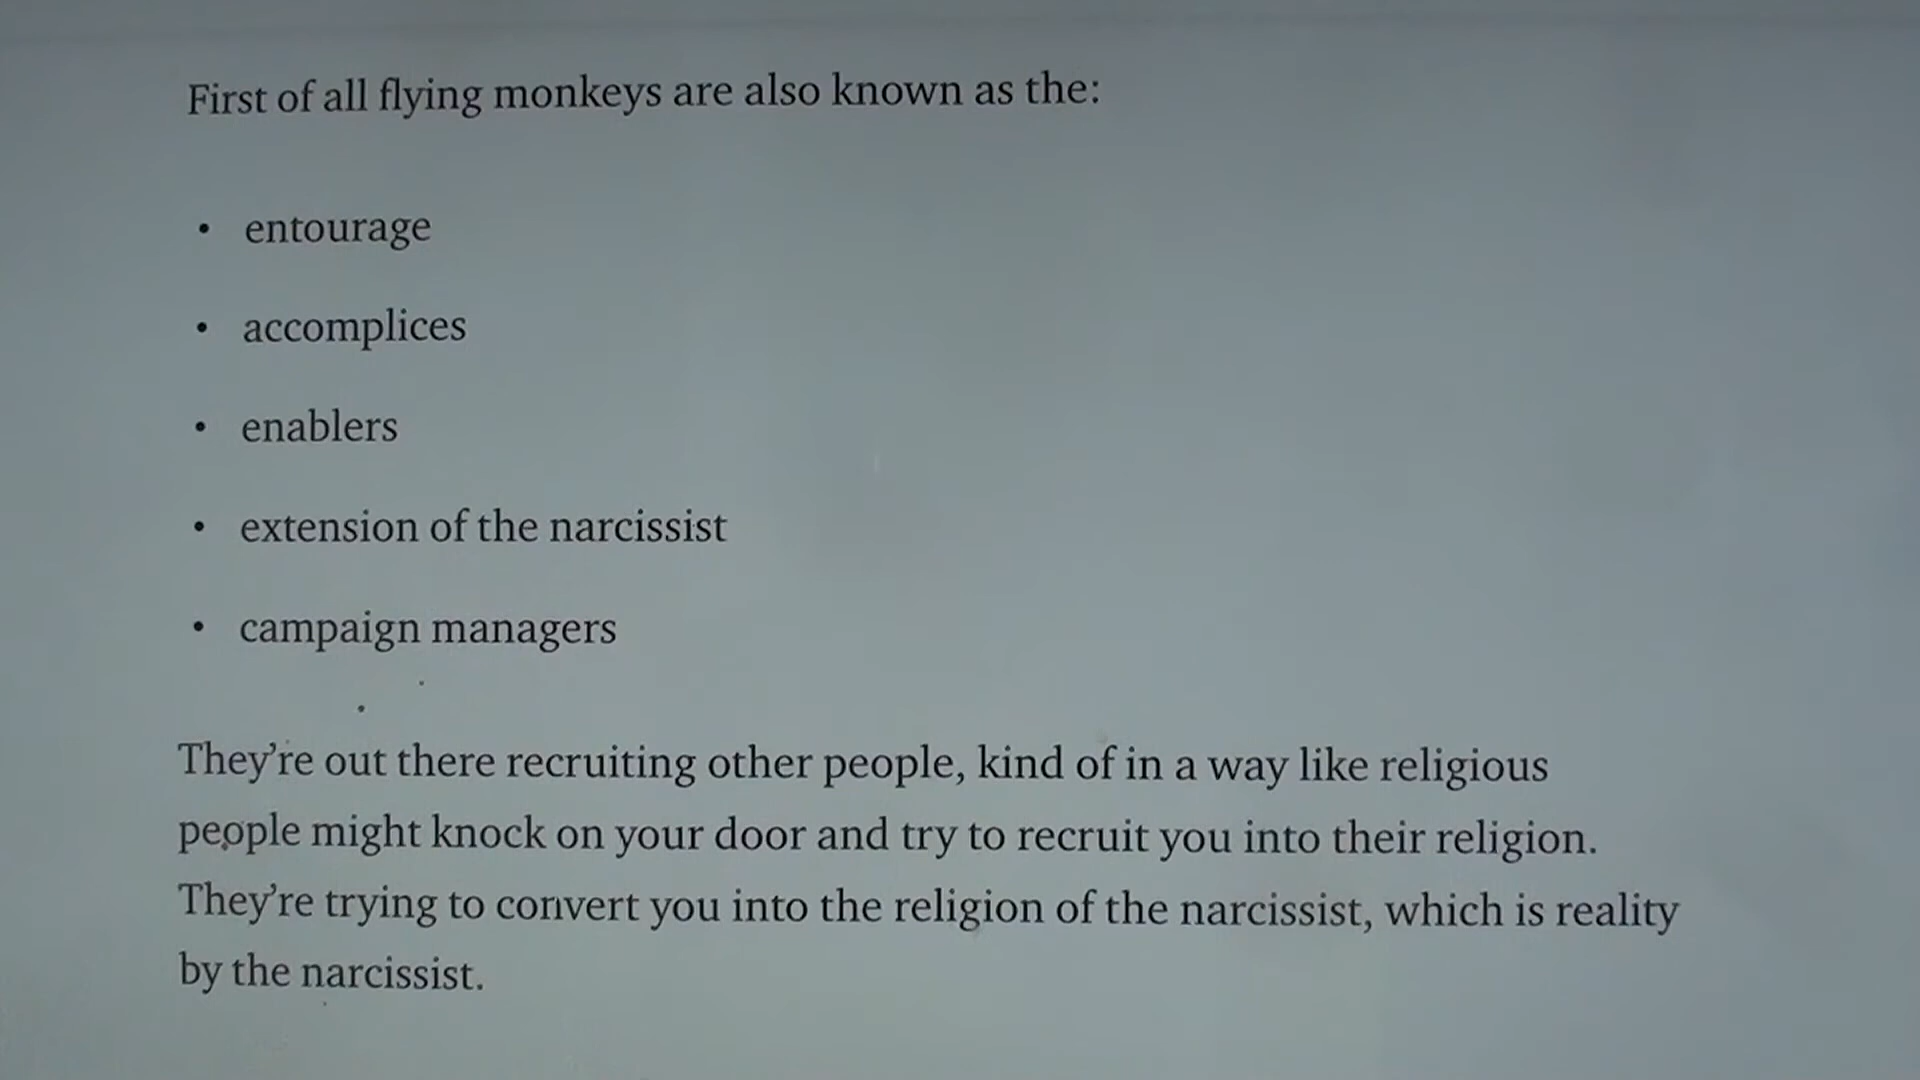 First of all flying monkeys are also known as the:
• entourage
• accomplices
• enablers
• extension of the narcissist
• campaign managers
They're out there recruiting other people, kind of in a way like religious
people might knock on your door and try to recruit you into their religion.
They're trying to convert you into the religion of the narcissist, which is reality
by the narcissist.